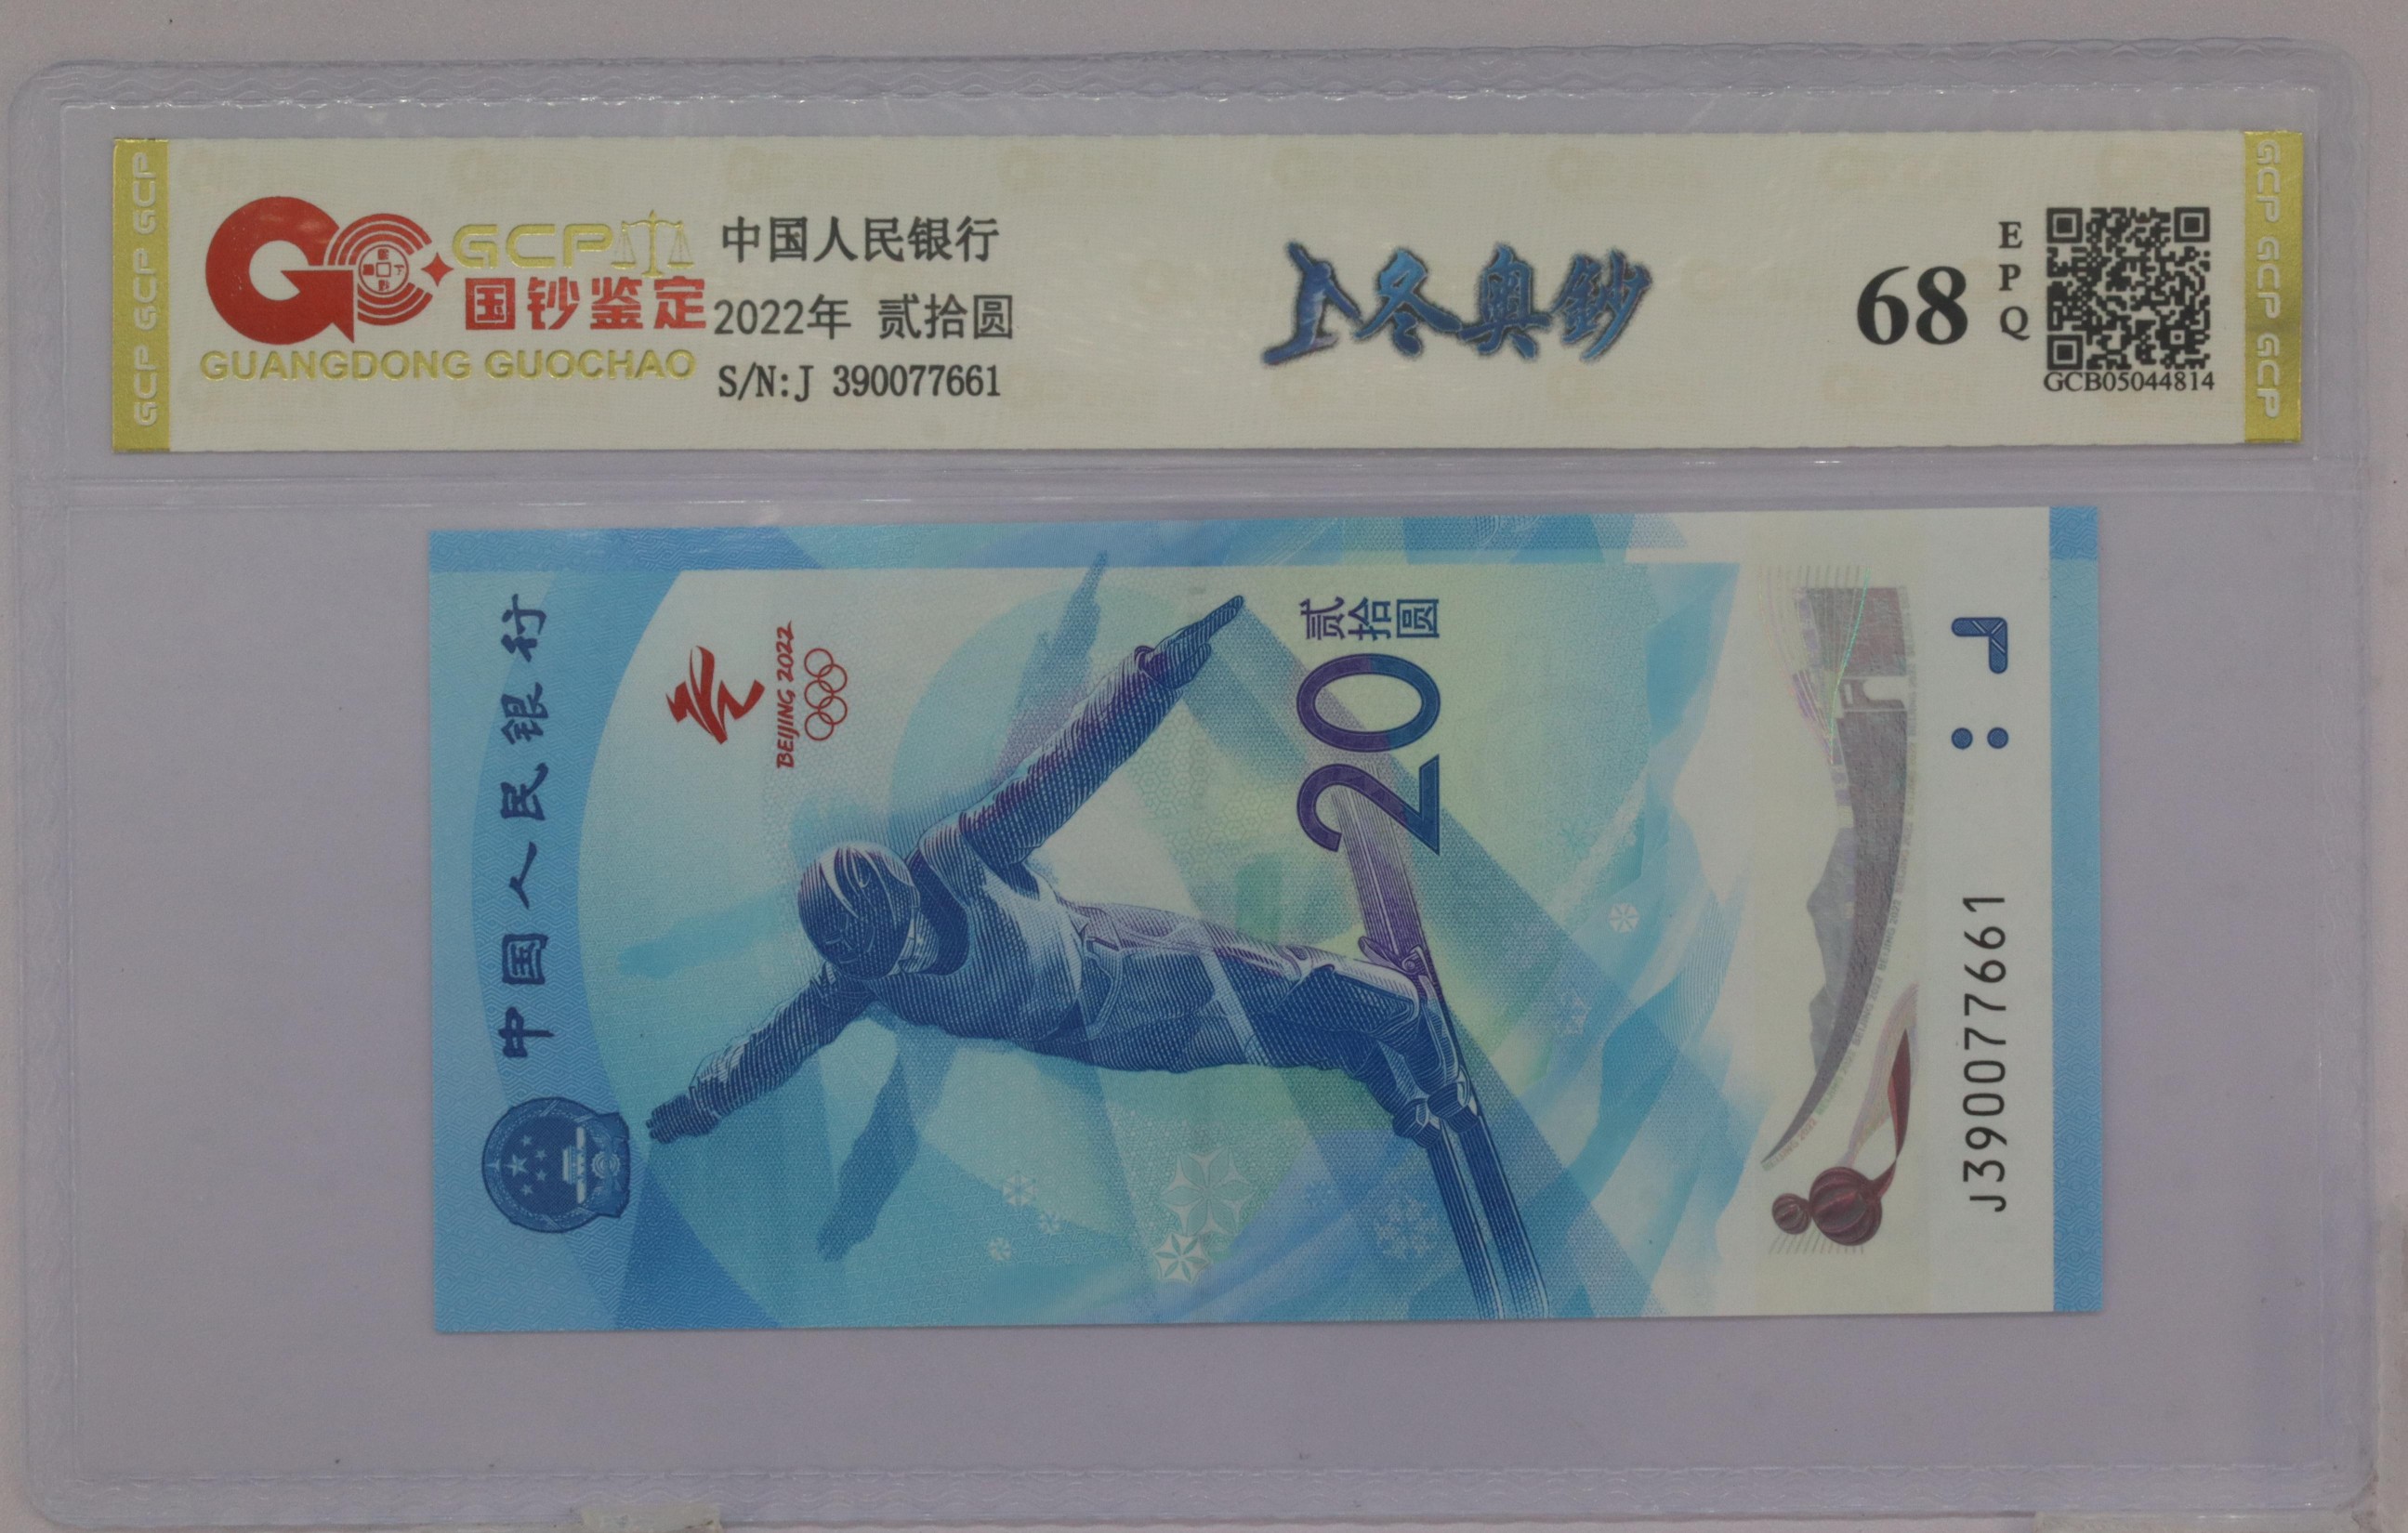 GCP GCP GCP
GCP
国钞鉴定
GUANGDONG GUOCHAO
中国人民银行
2022年 贰拾圆
S/N:J 390077661
冬奥鈔
68
EPQ
GCB05044814
GCP GCP GCP
中国人民银行
BEIJING 2022
贰拾圆
20
J390077661